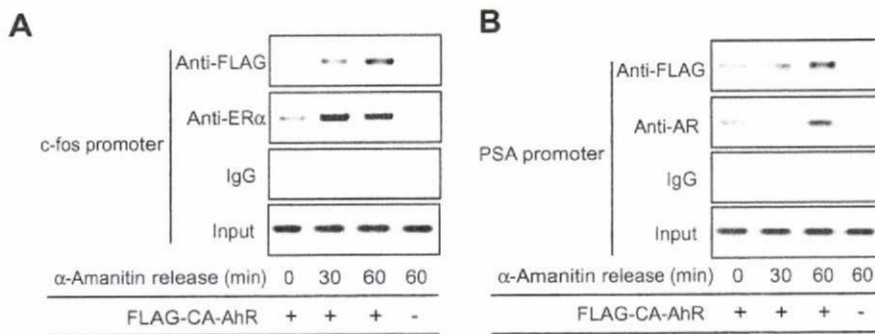 A
c-fos promoter
Anti-FLAG
Anti-ERα
IgG
Input
α-Amanitin release (min) 0 30 60 60
FLAG-CA-AhR + + + -
B
PSA promoter
Anti-FLAG
Anti-AR
IgG
Input
α-Amanitin release (min) 0 30 60 60
FLAG-CA-AhR + + + -